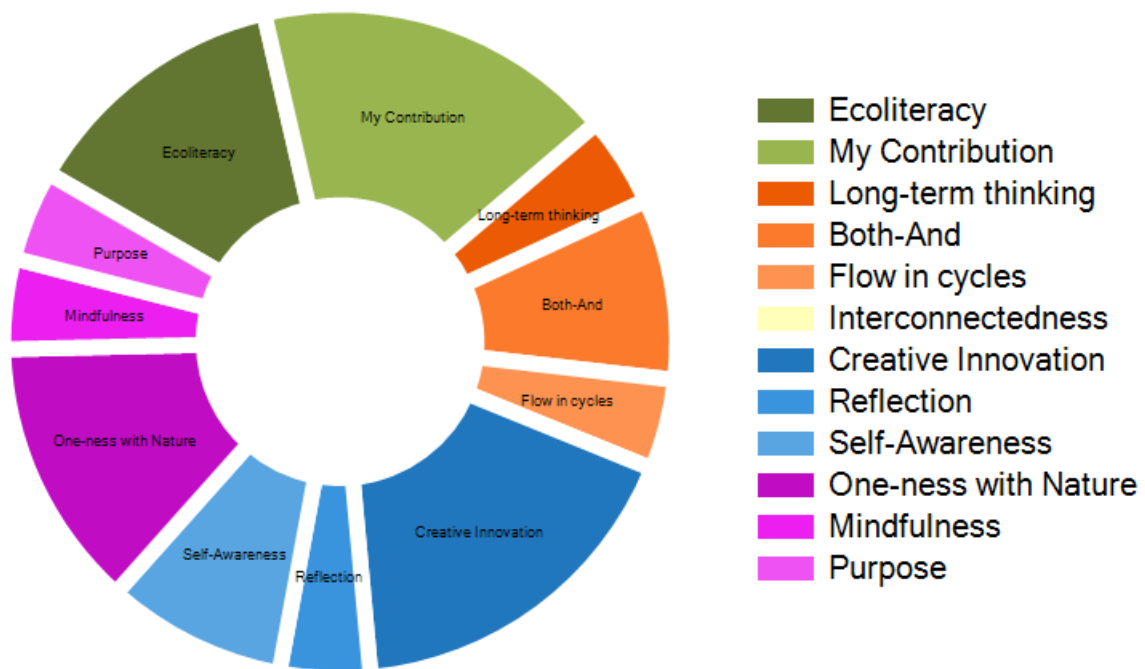 My Contribution
Ecoliteracy
Long-term thinking
Purpose
Both-And
Mindfulness
Flow in cycles
One-ness with Nature
Creative Innovation
Self-Awareness
Reflection
Ecoliteracy
My Contribution
Long-term thinking
Both-And
Flow in cycles
Interconnectedness
Creative Innovation
Reflection
Self-Awareness
One-ness with Nature
Mindfulness
Purpose